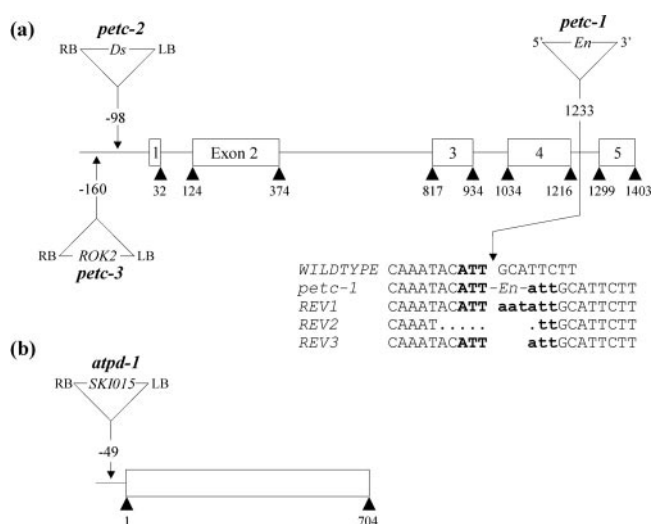 (a)
petc-2
RB Ds LB
-98
petc-1
5' En 3'
1233
1 Exon 2 3 4 5
32 124 374 817 934 1034 1216 1299 1403
-160
RB ROK2 LB
petc-3
WILDTYPE CAAATACATT GCATTCTT
petc-1 CAAATACATT-En-attGCATTCTT
REV1 CAAATACATT aatattGCATTCTT
REV2 CAAAT..... .ttGCATTCTT
REV3 CAAATACATT attGCATTCTT
(b)
atpd-1
RB SKI015 LB
-49
1 704